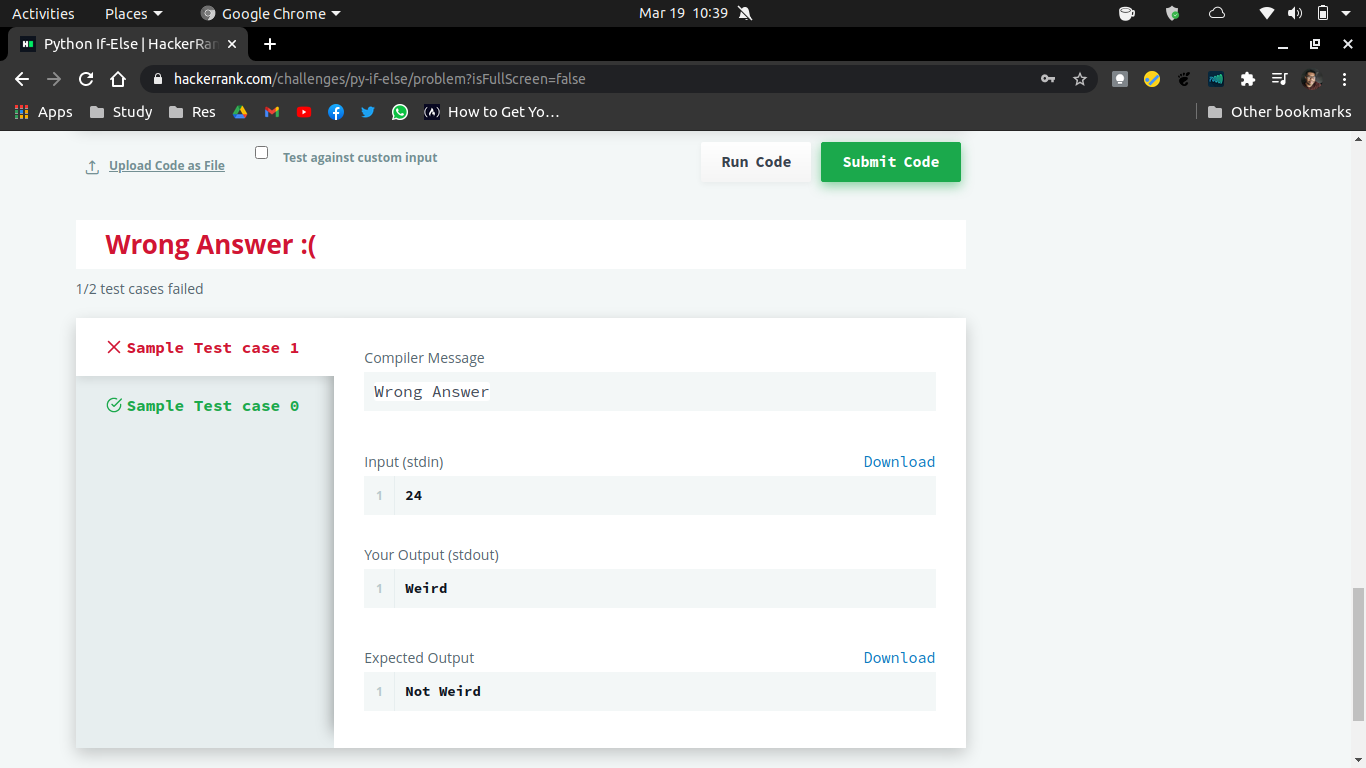 Activities Places Google Chrome Mar 19 10:39
Python If-Else | HackerRan
hackerrank.com/challenges/py-if-else/problem?isFullScreen=false
Apps Study Res How to Get Yo… Other bookmarks
Upload Code as File Test against custom input Run Code Submit Code
Wrong Answer :(
1/2 test cases failed
Sample Test case 1
Sample Test case 0
Compiler Message
Wrong Answer
Input (stdin) Download
1 24
Your Output (stdout)
1 Weird
Expected Output Download
1 Not Weird